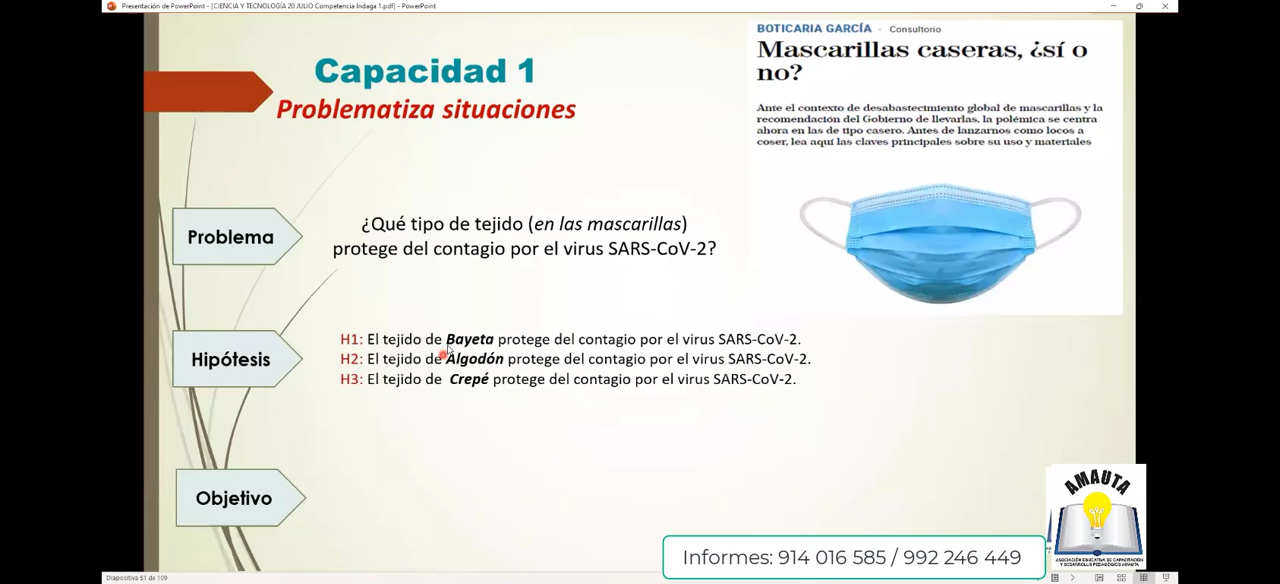 Presentación de PowerPoint - [CIENCIA Y TECNOLOGÍA 20 JULIO Competencia Indaga 1.pdf] - PowerPoint
BOTICARIA GARCÍA · Consultorio
Mascarillas caseras, ¿sí o
no?
Ante el contexto de desabastecimiento global de mascarillas y la
recomendación del Gobierno de llevarlas, la polémica se centra
ahora en las de tipo casero. Antes de lanzarnos como locos a
coser, lea aquí las claves principales sobre su uso y materiales
Capacidad 1
Problematiza situaciones
Problema
¿Qué tipo de tejido (en las mascarillas)
protege del contagio por el virus SARS-CoV-2?
Hipótesis
H1: El tejido de Bayeta protege del contagio por el virus SARS-CoV-2.
H2: El tejido de Algodón protege del contagio por el virus SARS-CoV-2.
H3: El tejido de Crepé protege del contagio por el virus SARS-CoV-2.
Objetivo
AMAUTA
ASOCIACIÓN EDUCATIVA DE CAPACITACIÓN
Y DESARROLLO PEDAGÓGICO AMAUTA
Informes: 914 016 585 / 992 246 449
Diapositiva 51 de 109